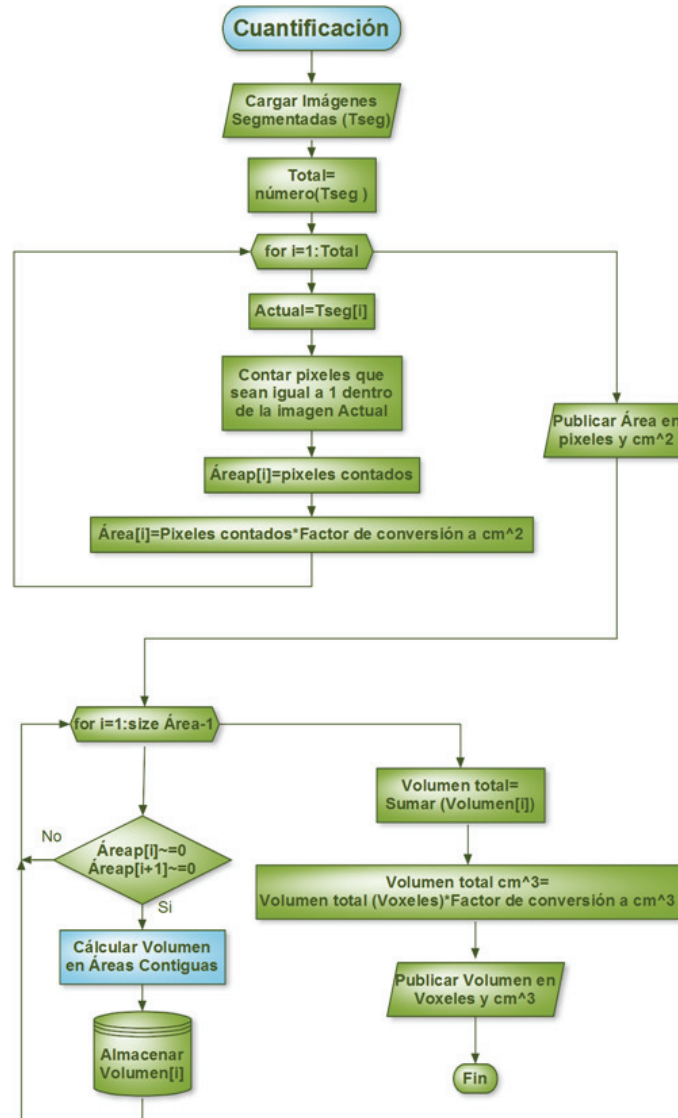 Cuantificación
Cargar Imágenes
Segmentadas (Tseg)
Total=
número(Tseg )
for i=1:Total
Actual=Tseg[i]
Contar pixeles que
sean igual a 1 dentro
de la imagen Actual
Áreap[i]=pixeles contados
Área[i]=Pixeles contados*Factor de conversión a cm^2
Publicar Área en
pixeles y cm^2
for i=1:size Área-1
No
Áreap[i]~=0
Áreap[i+1]~=0
Si
Cálcular Volumen
en Áreas Contiguas
Almacenar
Volumen[i]
Volumen total=
Sumar (Volumen[i])
Volumen total cm^3=
Volumen total (Voxeles)*Factor de conversión a cm^3
Publicar Volumen en
Voxeles y cm^3
Fin